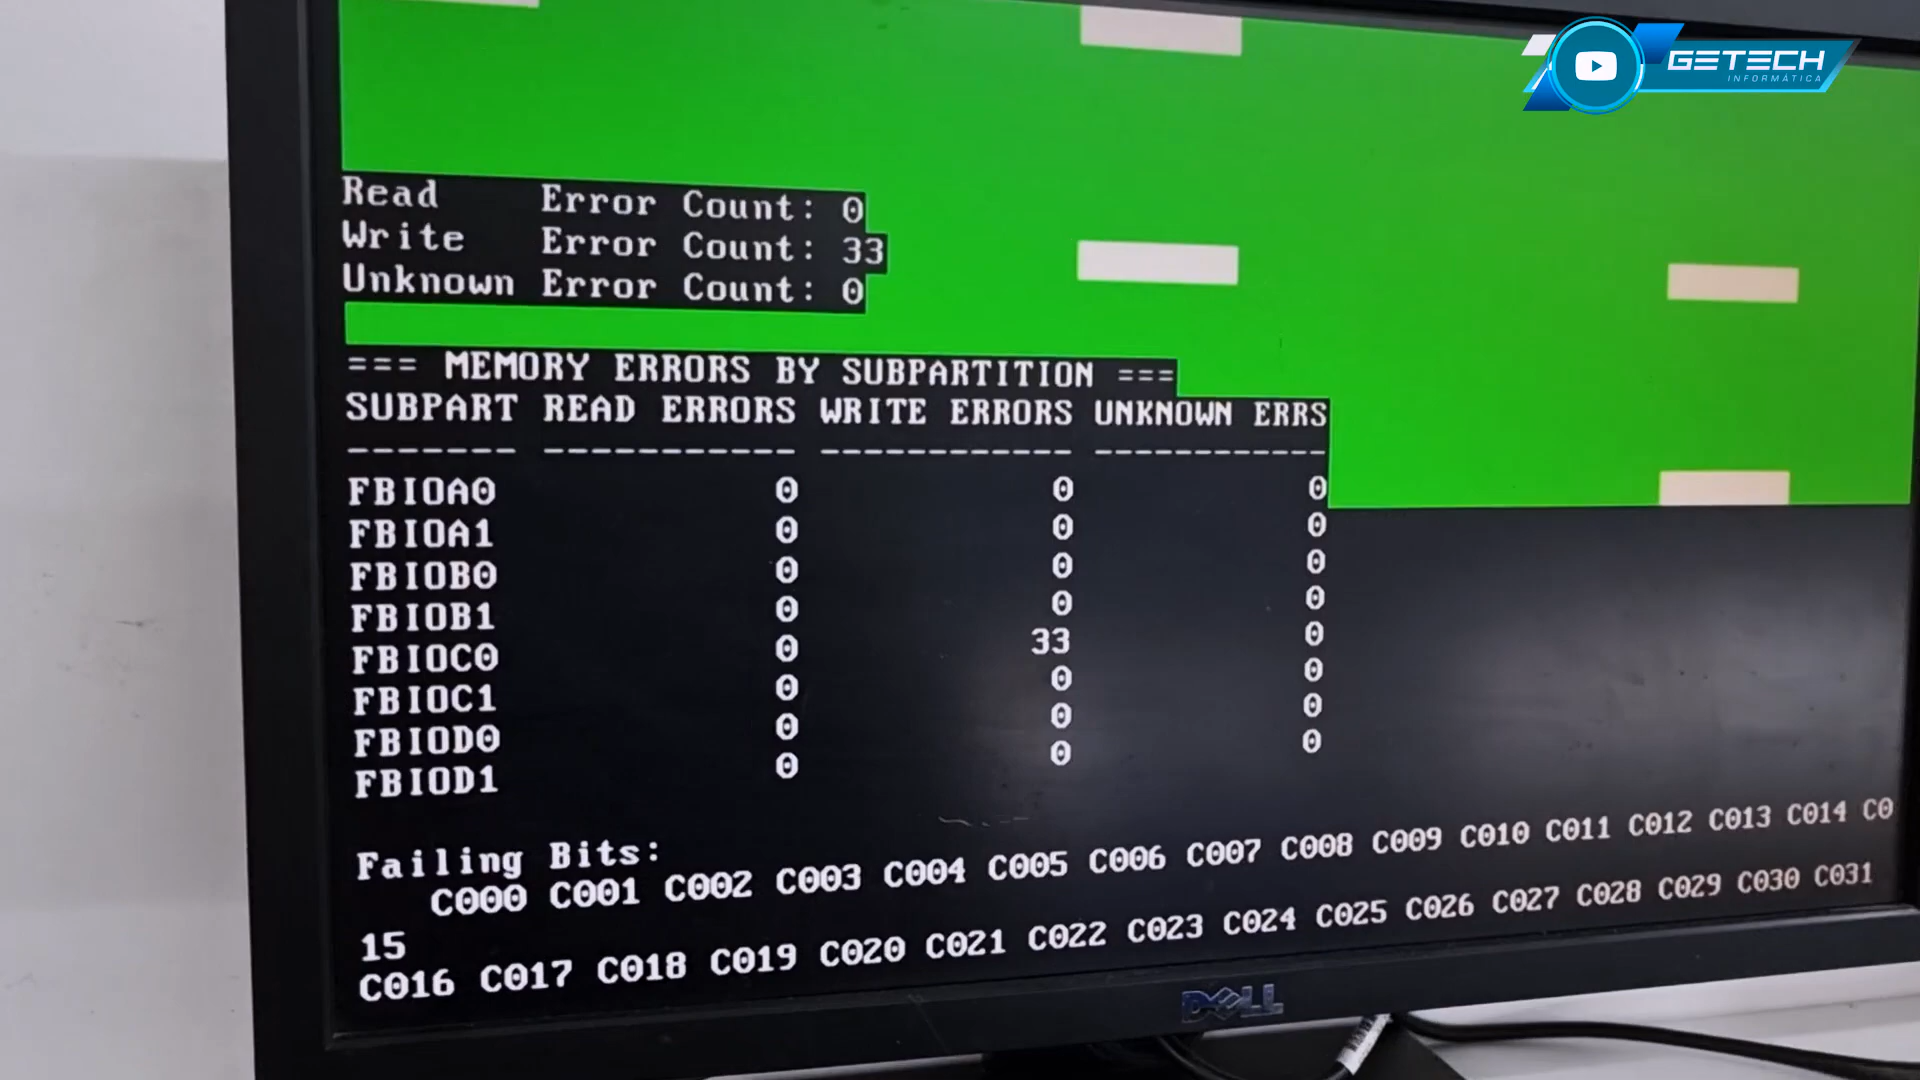 GETECH
INFORMÁTICA
Read Error Count: 0
Write Error Count: 33
Unknown Error Count: 0
=== MEMORY ERRORS BY SUBPARTITION ===
SUBPART READ ERRORS WRITE ERRORS UNKNOWN ERRS
------- ----------- ------------ ------------
FBIOA0 0 0 0
FBIOA1 0 0 0
FBIOB0 0 0 0
FBIOB1 0 0 0
FBIOC0 0 33 0
FBIOC1 0 0 0
FBIOD0 0 0 0
FBIOD1 0 0 0
Failing Bits:
C000 C001 C002 C003 C004 C005 C006 C007 C008 C009 C010 C011 C012 C013 C014 C0
15
C016 C017 C018 C019 C020 C021 C022 C023 C024 C025 C026 C027 C028 C029 C030 C031
DELL